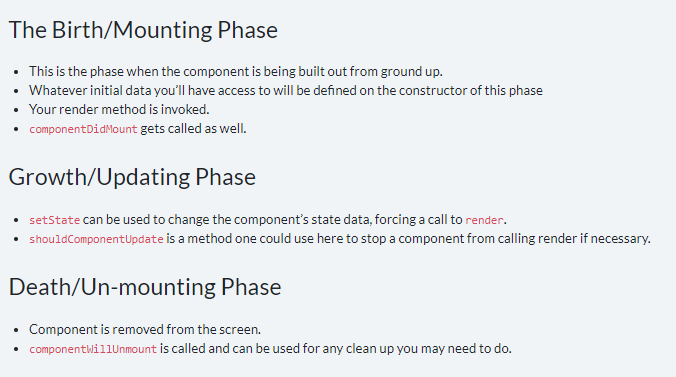 The Birth/Mounting Phase
• This is the phase when the component is being built out from ground up.
• Whatever initial data you'll have access to will be defined on the constructor of this phase
• Your render method is invoked.
• componentDidMount gets called as well.
Growth/Updating Phase
• setState can be used to change the component's state data, forcing a call to render.
• shouldComponentUpdate is a method one could use here to stop a component from calling render if necessary.
Death/Un-mounting Phase
• Component is removed from the screen.
• componentWillUnmount is called and can be used for any clean up you may need to do.